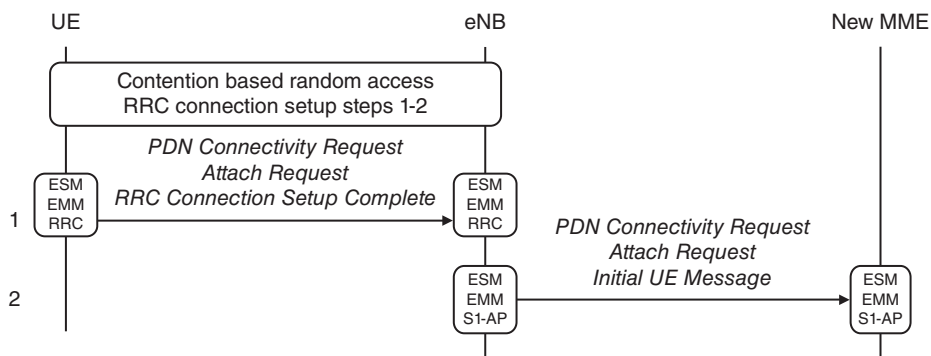 UE
eNB
New MME
Contention based random access
RRC connection setup steps 1-2
PDN Connectivity Request
Attach Request
RRC Connection Setup Complete
1
ESM
EMM
RRC
ESM
EMM
RRC
PDN Connectivity Request
Attach Request
Initial UE Message
2
ESM
EMM
S1-AP
ESM
EMM
S1-AP